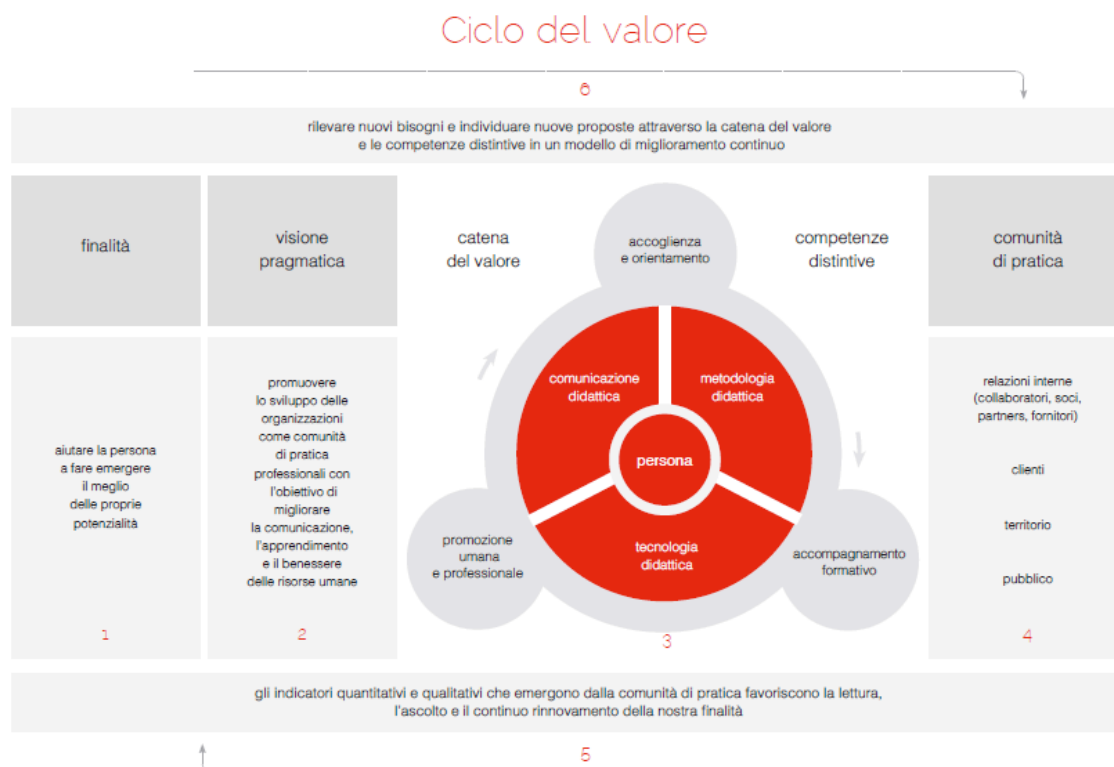 Ciclo del valore
6
rilevare nuovi bisogni e individuare nuove proposte attraverso la catena del valore
e le competenze distintive in un modello di miglioramento continuo
finalità
visione
pragmatica
catena
del valore
accoglienza
e orientamento
competenze
distintive
comunità
di pratica
aiutare la persona
a fare emergere
il meglio
delle proprie
potenzialità
1
promuovere
lo sviluppo delle
organizzazioni
come comunità
di pratica
professionali con
l'obiettivo di
migliorare
la comunicazione,
l'apprendimento
e il benessere
delle risorse umane
2
comunicazione
didattica
metodologia
didattica
persona
tecnologia
didattica
promozione
umana
e professionale
accompagnamento
formativo
3
relazioni interne
(collaboratori, soci,
partners, fornitori)
clienti
territorio
pubblico
4
gli indicatori quantitativi e qualitativi che emergono dalla comunità di pratica favoriscono la lettura,
l'ascolto e il continuo rinnovamento della nostra finalità
5